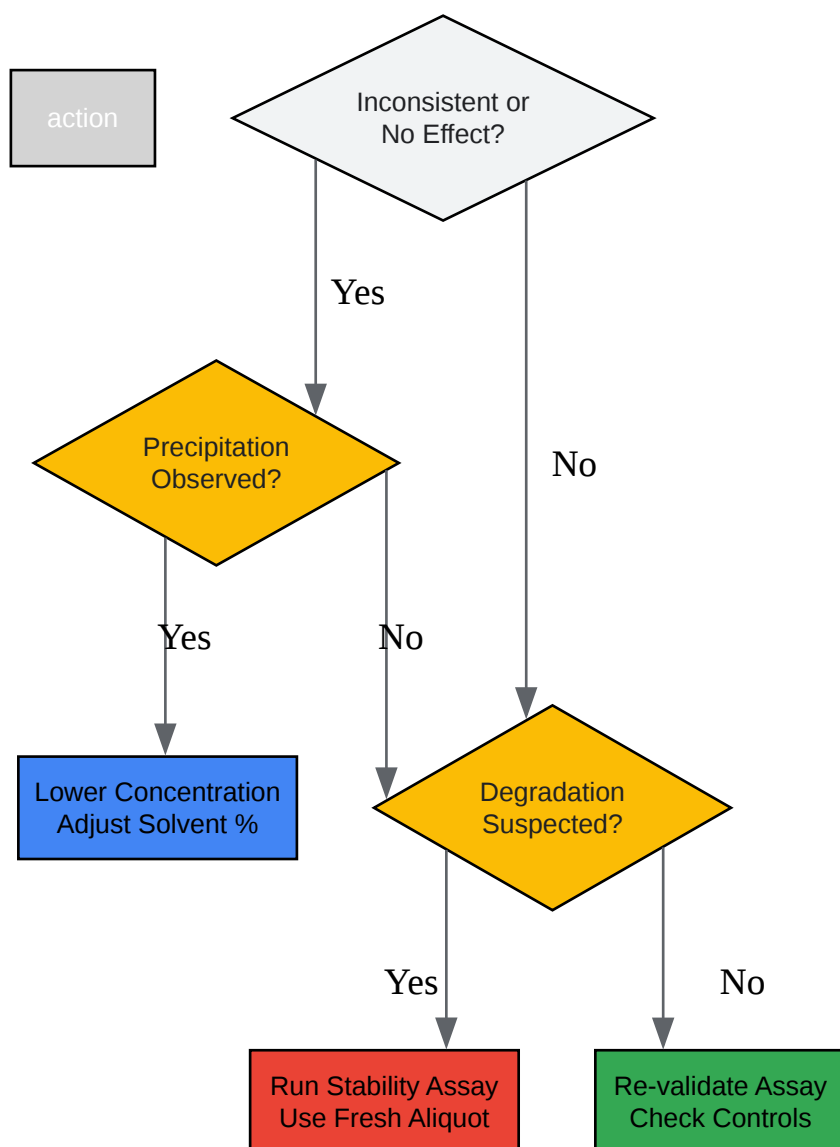 action
Inconsistent or
No Effect?
Yes
No
Precipitation
Observed?
Yes
No
Lower Concentration
Adjust Solvent %
Degradation
Suspected?
Yes
No
Run Stability Assay
Use Fresh Aliquot
Re-validate Assay
Check Controls